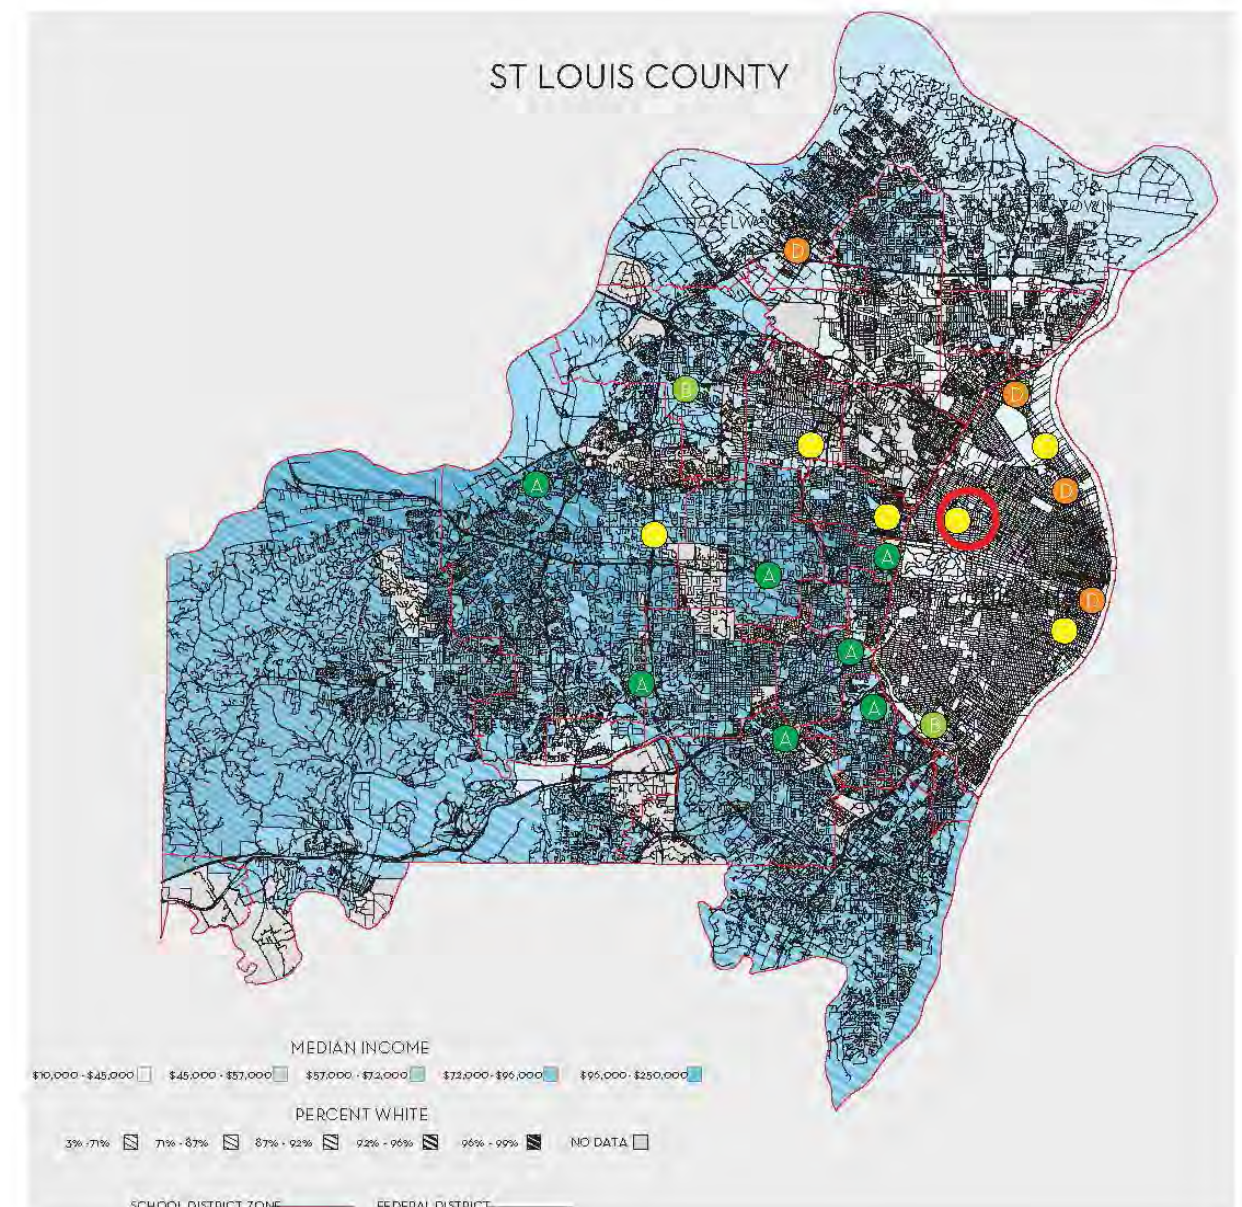 ST LOUIS COUNTY
D
D
B
A
D
A
A
D
A
A
A
B
A
MEDIAN INCOME
$10,000 - $45,000 $45,000 - $57,000 $57,000 - $72,000 $72,000 - $96,000 $96,000 - $250,000
PERCENT WHITE
3% - 71% 71% - 87% 87% - 92% 92% - 96% 96% - 99% NO DATA
SCHOOL DISTRICT ZONE FEDERAL DISTRICT